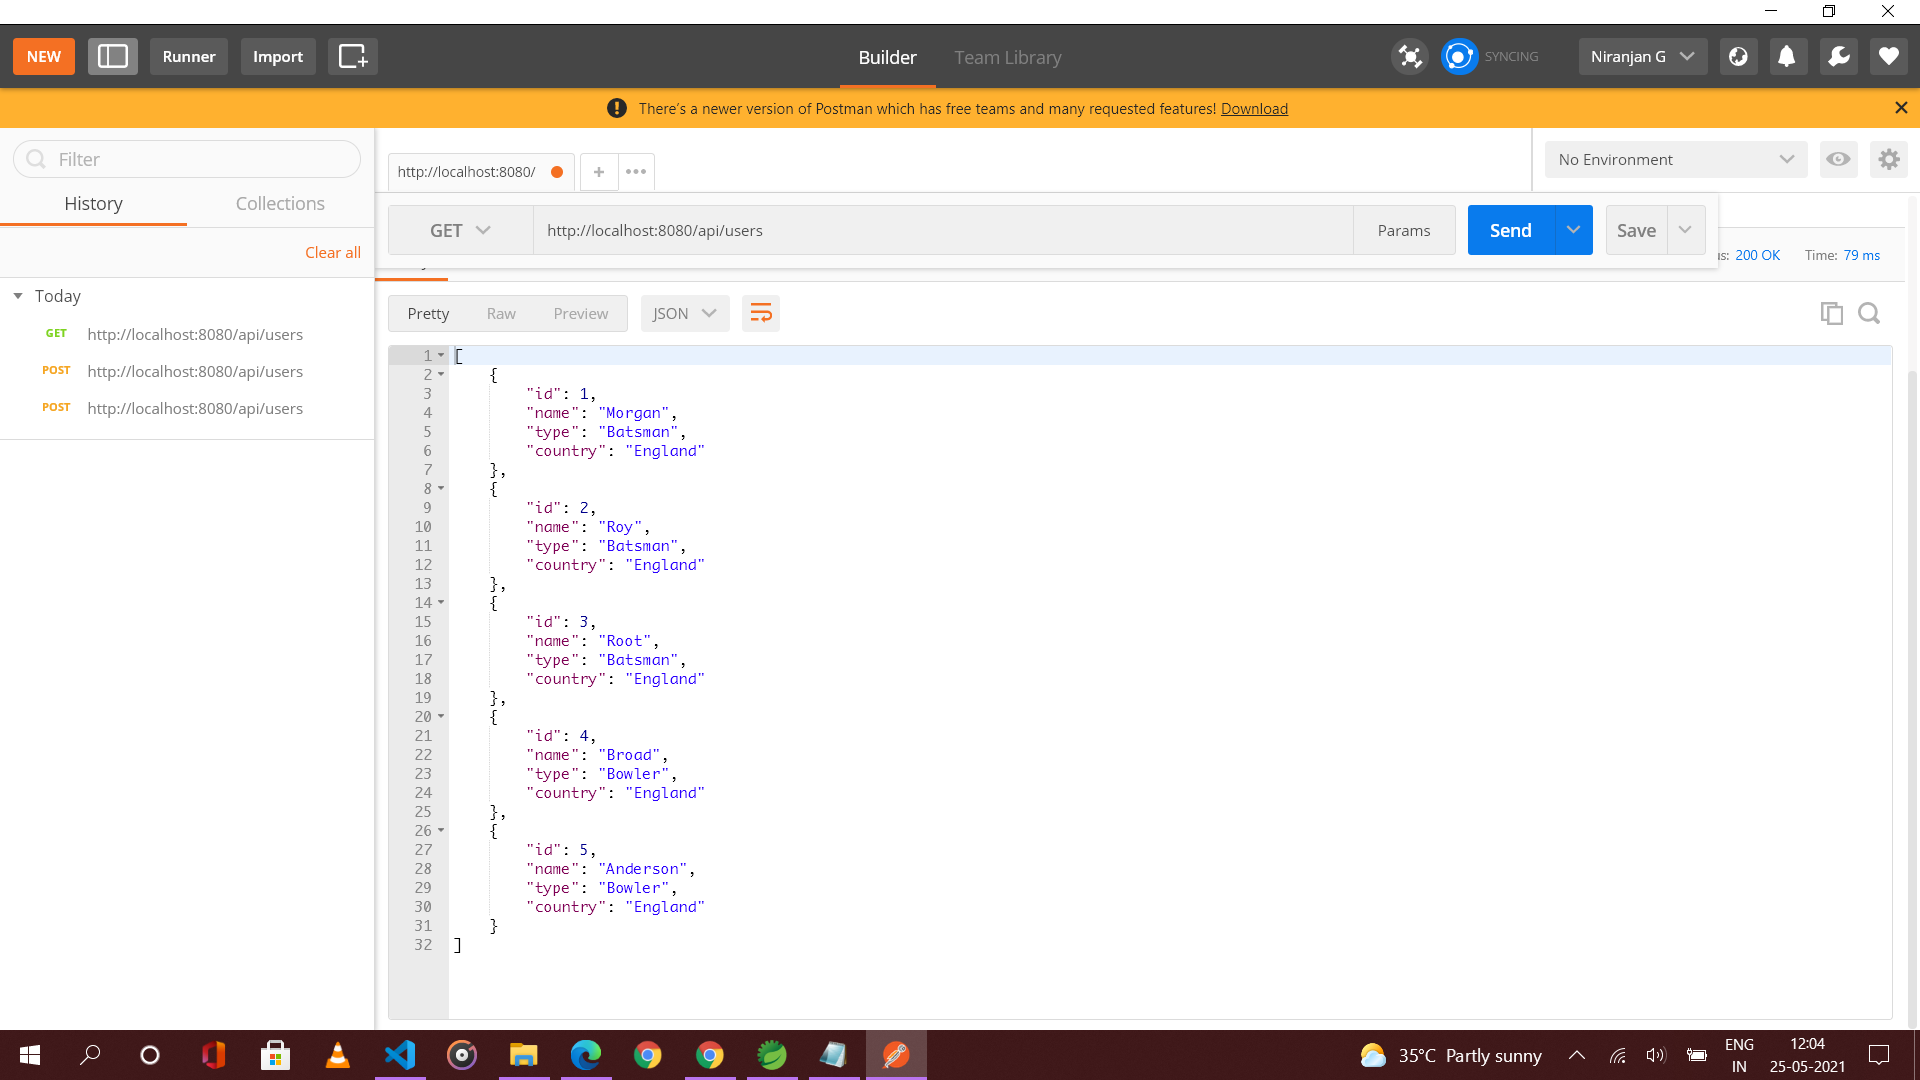 NEW
Runner
Import
Builder
Team Library
SYNCING
Niranjan G
There's a newer version of Postman which has free teams and many requested features! Download
Filter
History
Collections
Clear all
Today
GET http://localhost:8080/api/users
POST http://localhost:8080/api/users
POST http://localhost:8080/api/users
http://localhost:8080/
No Environment
GET
http://localhost:8080/api/users
Params
Send
Save
200 OK
Time: 79 ms
Pretty
Raw
Preview
JSON
1 [
2 {
3 "id": 1,
4 "name": "Morgan",
5 "type": "Batsman",
6 "country": "England"
7 },
8 {
9 "id": 2,
10 "name": "Roy",
11 "type": "Batsman",
12 "country": "England"
13 },
14 {
15 "id": 3,
16 "name": "Root",
17 "type": "Batsman",
18 "country": "England"
19 },
20 {
21 "id": 4,
22 "name": "Broad",
23 "type": "Bowler",
24 "country": "England"
25 },
26 {
27 "id": 5,
28 "name": "Anderson",
29 "type": "Bowler",
30 "country": "England"
31 }
32 ]
35°C Partly sunny
ENG
IN
12:04
25-05-2021